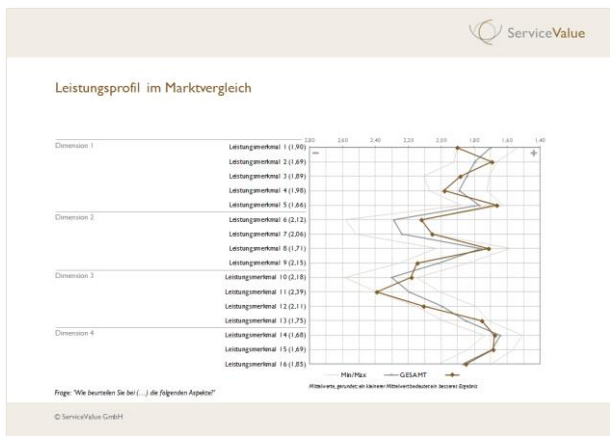 ServiceValue
Leistungsprofil im Marktvergleich
2,80 2,60 2,40 2,20 2,00 1,80 1,60 1,40
Dimension 1
Leistungsmerkmal 1 (1,90)
Leistungsmerkmal 2 (1,69)
Leistungsmerkmal 3 (1,89)
Leistungsmerkmal 4 (1,98)
Leistungsmerkmal 5 (1,66)
Dimension 2
Leistungsmerkmal 6 (2,12)
Leistungsmerkmal 7 (2,06)
Leistungsmerkmal 8 (1,71)
Leistungsmerkmal 9 (2,15)
Dimension 3
Leistungsmerkmal 10 (2,18)
Leistungsmerkmal 11 (2,39)
Leistungsmerkmal 12 (2,11)
Leistungsmerkmal 13 (1,75)
Dimension 4
Leistungsmerkmal 14 (1,68)
Leistungsmerkmal 15 (1,69)
Leistungsmerkmal 16 (1,85)
Min/Max GESAMT
Mittelwerte, gerundet; ein kleinerer Mittelwert bedeutet ein besseres Ergebnis
Frage: "Wie beurteilen Sie bei (…) die folgenden Aspekte?"
© ServiceValue GmbH